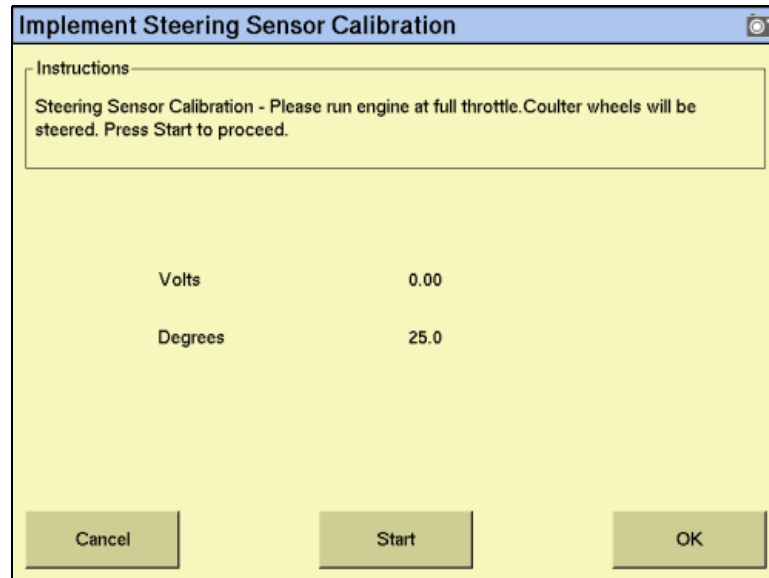 Implement Steering Sensor Calibration
Instructions
Steering Sensor Calibration - Please run engine at full throttle.Coulter wheels will be
steered. Press Start to proceed.
Volts 0.00
Degrees 25.0
Cancel Start OK